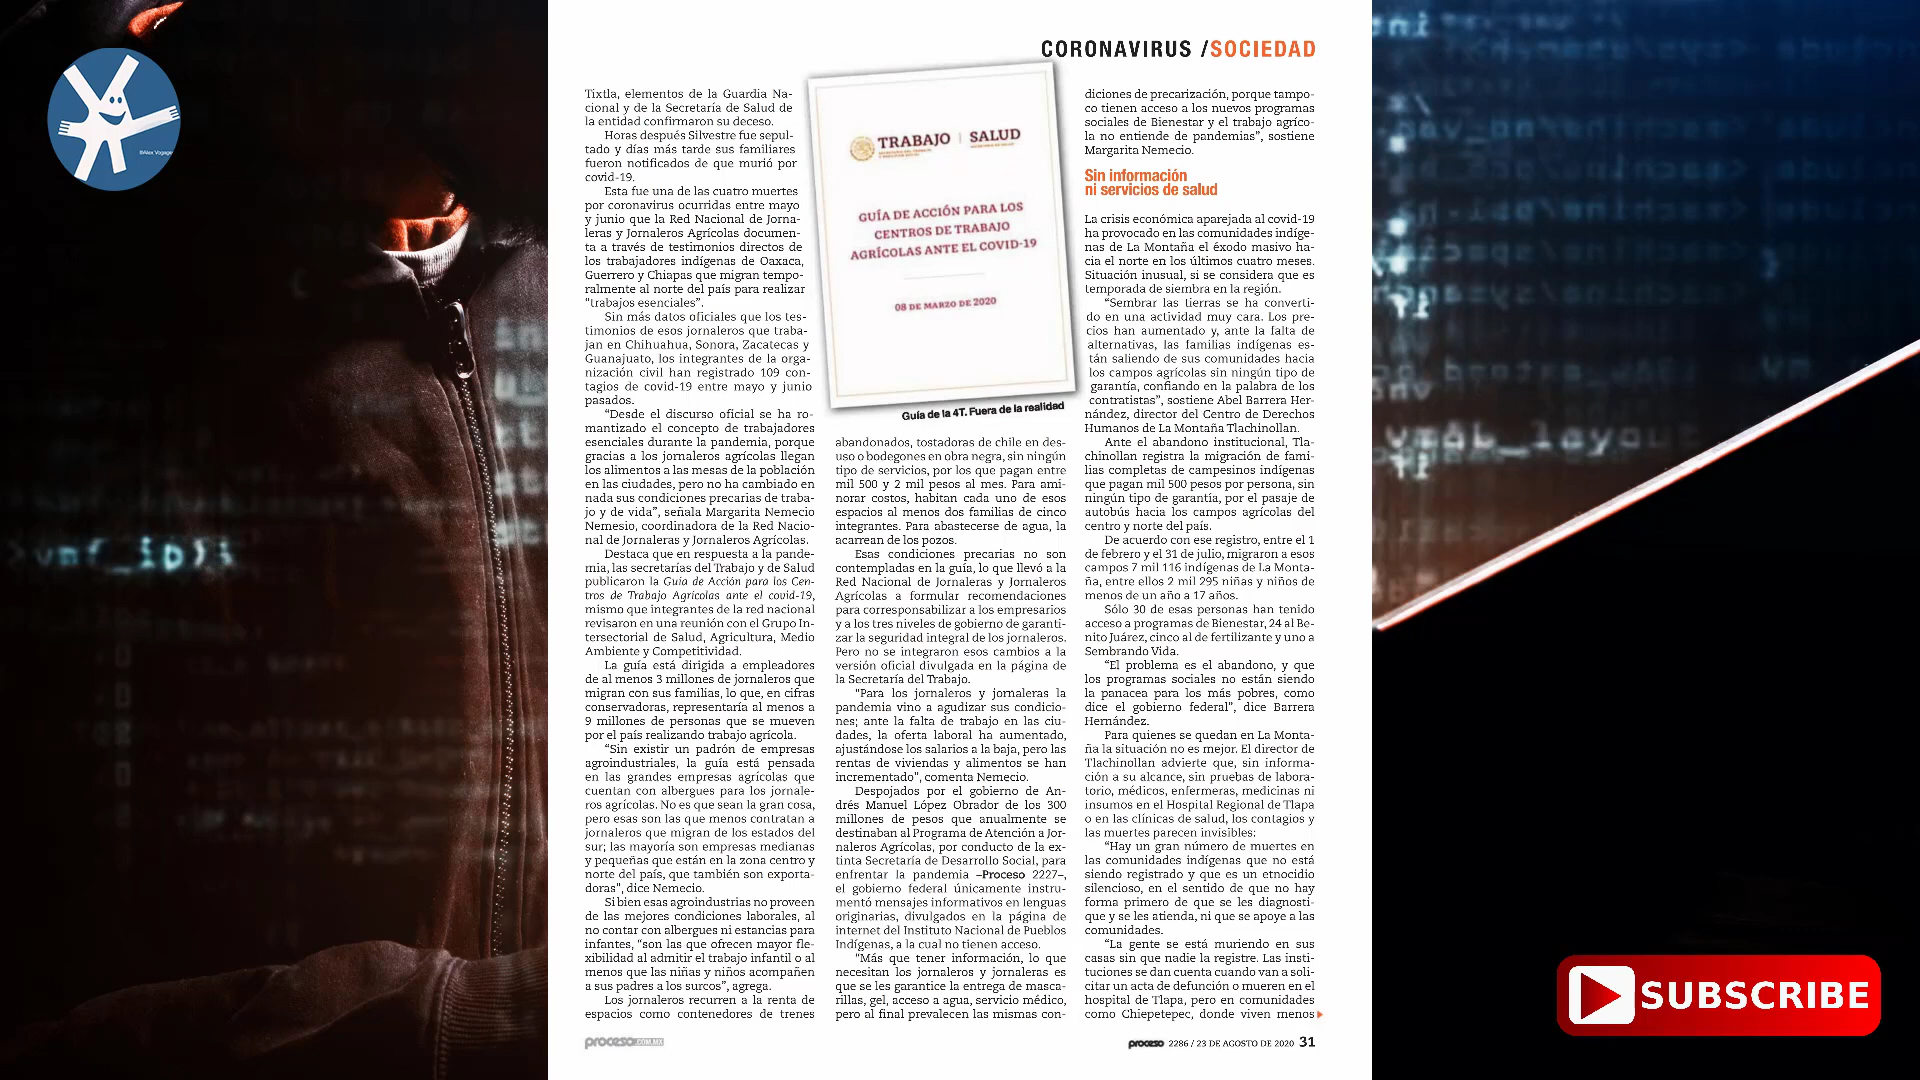 CORONAVIRUS /SOCIEDAD
Tixtla, elementos de la Guardia Na-
cional y de la Secretaría de Salud de
la entidad confirmaron su deceso.
Horas después Silvestre fue sepul-
tado y días más tarde sus familiares
fueron notificados de que murió por
covid-19.
Esta fue una de las cuatro muertes
por coronavirus ocurridas entre mayo
y junio que la Red Nacional de Jorna-
leras y Jornaleros Agrícolas documen-
ta a través de testimonios directos de
los trabajadores indígenas de Oaxaca,
Guerrero y Chiapas que migran tempo-
ralmente al norte del país para realizar
"trabajos esenciales".
Sin más datos oficiales que los tes-
timonios de esos jornaleros que traba-
jan en Chihuahua, Sonora, Zacatecas y
Guanajuato, los integrantes de la orga-
nización civil han registrado 109 con-
tagios de covid-19 entre mayo y junio
pasados.
"Desde el discurso oficial se ha ro-
mantizado el concepto de trabajadores
esenciales durante la pandemia, porque
gracias a los jornaleros agrícolas llegan
los alimentos a las mesas de la población
en las ciudades, pero no ha cambiado en
nada sus condiciones precarias de traba-
jo y de vida", señala Margarita Nemecio
Nemesio, coordinadora de la Red Nacio-
nal de Jornaleras y Jornaleros Agrícolas.
Destaca que en respuesta a la pande-
mia, las secretarías del Trabajo y de Salud
publicaron la Guía de Acción para los Cen-
tros de Trabajo Agrícolas ante el covid-19,
mismo que integrantes de la red nacional
revisaron en una reunión con el Grupo In-
tersectorial de Salud, Agricultura, Medio
Ambiente y Competitividad.
La guía está dirigida a empleadores
de al menos 3 millones de jornaleros que
migran con sus familias, lo que, en cifras
conservadoras, representaría al menos a
9 millones de personas que se mueven
por el país realizando trabajo agrícola.
"Sin existir un padrón de empresas
agroindustriales, la guía está pensada
en las grandes empresas agrícolas que
cuentan con albergues para los jornale-
ros agrícolas. No es que sean la gran cosa,
pero esas son las que menos contratan a
jornaleros que migran de los estados del
sur; las mayoría son empresas medianas
y pequeñas que están en la zona centro y
norte del país, que también son exporta-
doras", dice Nemecio.
Si bien esas agroindustrias no proveen
de las mejores condiciones laborales, al
no contar con albergues ni estancias para
infantes, "son las que ofrecen mayor fle-
xibilidad al admitir el trabajo infantil o al
menos que las niñas y niños acompañen
a sus padres a los surcos", agrega.
Los jornaleros recurren a la renta de
espacios como contenedores de trenes
TRABAJO | SALUD
GUÍA DE ACCIÓN PARA LOS
CENTROS DE TRABAJO
AGRÍCOLAS ANTE EL COVID-19
08 DE MARZO DE 2020
Guía de la 4T. Fuera de la realidad
abandonados, tostadoras de chile en des-
uso o bodegones en obra negra, sin ningún
tipo de servicios, por los que pagan entre
mil 500 y 2 mil pesos al mes. Para ami-
norar costos, habitan cada uno de esos
espacios al menos dos familias de cinco
integrantes. Para abastecerse de agua, la
acarrean de los pozos.
Esas condiciones precarias no son
contempladas en la guía, lo que llevó a la
Red Nacional de Jornaleras y Jornaleros
Agrícolas a formular recomendaciones
para corresponsabilizar a los empresarios
y a los tres niveles de gobierno de garanti-
zar la seguridad integral de los jornaleros.
Pero no se integraron esos cambios a la
versión oficial divulgada en la página de
la Secretaría del Trabajo.
"Para los jornaleros y jornaleras la
pandemia vino a agudizar sus condicio-
nes; ante la falta de trabajo en las ciu-
dades, la oferta laboral ha aumentado,
ajustándose los salarios a la baja, pero las
rentas de viviendas y alimentos se han
incrementado", comenta Nemecio.
Despojados por el gobierno de An-
drés Manuel López Obrador de los 300
millones de pesos que anualmente se
destinaban al Programa de Atención a Jor-
naleros Agrícolas, por conducto de la ex-
tinta Secretaría de Desarrollo Social, para
enfrentar la pandemia –Proceso 2227–,
el gobierno federal únicamente instru-
mentó mensajes informativos en lenguas
originarias, divulgados en la página de
internet del Instituto Nacional de Pueblos
Indígenas, a la cual no tienen acceso.
"Más que tener información, lo que
necesitan los jornaleros y jornaleras es
que se les garantice la entrega de masca-
rillas, gel, acceso a agua, servicio médico,
pero al final prevalecen las mismas con-
diciones de precarización, porque tampo-
co tienen acceso a los nuevos programas
sociales de Bienestar y el trabajo agríco-
la no entiende de pandemias", sostiene
Margarita Nemecio.
Sin información
ni servicios de salud
La crisis económica aparejada al covid-19
ha provocado en las comunidades indíge-
nas de La Montaña el éxodo masivo ha-
cia el norte en los últimos cuatro meses.
Situación inusual, si se considera que es
temporada de siembra en la región.
"Sembrar las tierras se ha converti-
do en una actividad muy cara. Los pre-
cios han aumentado y, ante la falta de
alternativas, las familias indígenas es-
tán saliendo de sus comunidades hacia
los campos agrícolas sin ningún tipo de
garantía, confiando en la palabra de los
contratistas", sostiene Abel Barrera Her-
nández, director del Centro de Derechos
Humanos de La Montaña Tlachinollan.
Ante el abandono institucional, Tla-
chinollan registra la migración de fami-
lias completas de campesinos indígenas
que pagan mil 500 pesos por persona, sin
ningún tipo de garantía, por el pasaje de
autobús hacia los campos agrícolas del
centro y norte del país.
De acuerdo con ese registro, entre el 1
de febrero y el 31 de julio, migraron a esos
campos 7 mil 116 indígenas de La Monta-
ña, entre ellos 2 mil 295 niñas y niños de
menos de un año a 17 años.
Sólo 30 de esas personas han tenido
acceso a programas de Bienestar, 24 al Be-
nito Juárez, cinco al de fertilizante y uno a
Sembrando Vida.
"El problema es el abandono, y que
los programas sociales no están siendo
la panacea para los más pobres, como
dice el gobierno federal", dice Barrera
Hernández.
Para quienes se quedan en La Monta-
ña la situación no es mejor. El director de
Tlachinollan advierte que, sin informa-
ción a su alcance, sin pruebas de labora-
torio, médicos, enfermeras, medicinas ni
insumos en el Hospital Regional de Tlapa
o en las clínicas de salud, los contagios y
las muertes parecen invisibles:
"Hay un gran número de muertes en
las comunidades indígenas que no está
siendo registrado y que es un etnocidio
silencioso, en el sentido de que no hay
forma primero de que se les diagnosti-
que y se les atienda, ni que se apoye a las
comunidades.
"La gente se está muriendo en sus
casas sin que nadie la registre. Las insti-
tuciones se dan cuenta cuando van a soli-
citar un acta de defunción o mueren en el
hospital de Tlapa, pero en comunidades
como Chiepetepec, donde viven menos
proceso.COM.MX
proceso 2286 / 23 DE AGOSTO DE 2020 31
SUBSCRIBE